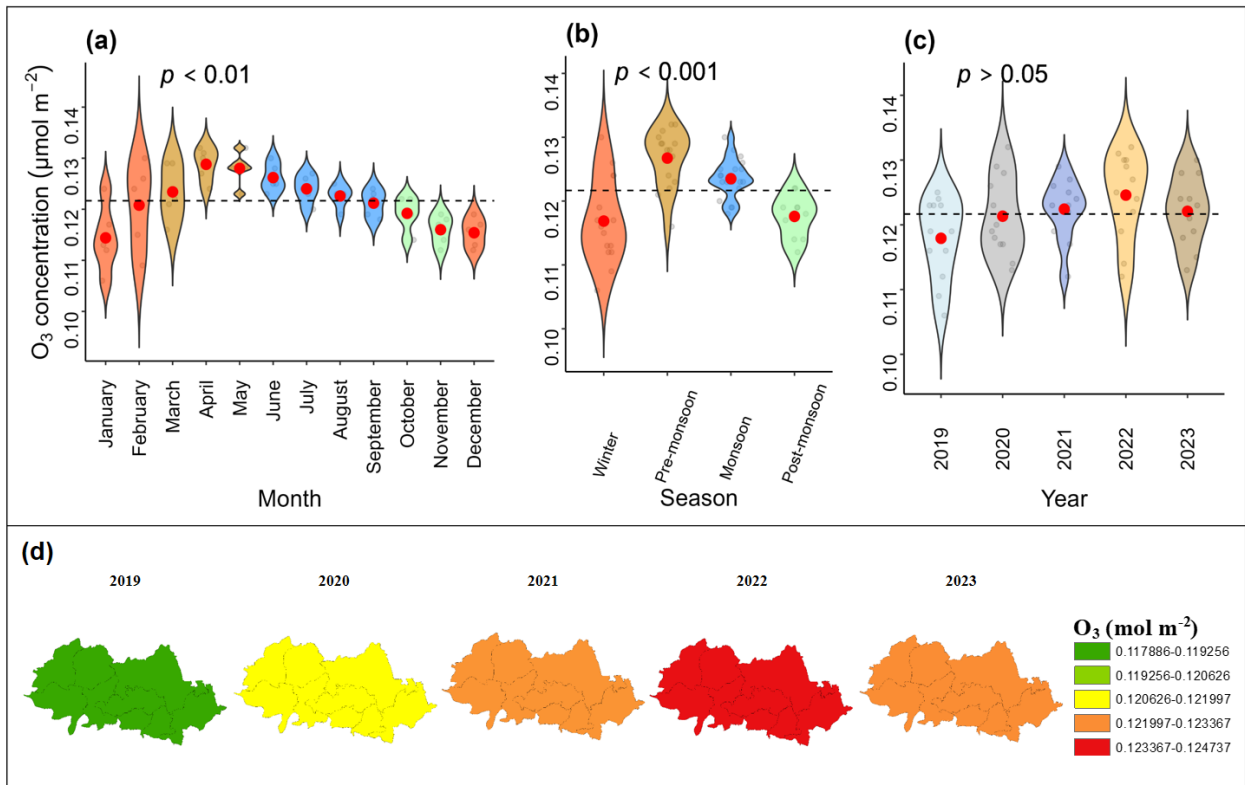 (a)
p < 0.01
O₃ concentration (μmol m⁻²)
0.14
0.13
0.12
0.11
0.10
January
February
March
April
May
June
July
August
September
October
November
December
Month
(b)
p < 0.001
0.14
0.13
0.12
0.11
0.10
Winter
Pre-monsoon
Monsoon
Post-monsoon
Season
(c)
p > 0.05
0.14
0.13
0.12
0.11
0.10
2019
2020
2021
2022
2023
Year
(d)
2019 2020 2021 2022 2023
O₃ (mol m⁻²)
0.117886-0.119256
0.119256-0.120626
0.120626-0.121997
0.121997-0.123367
0.123367-0.124737